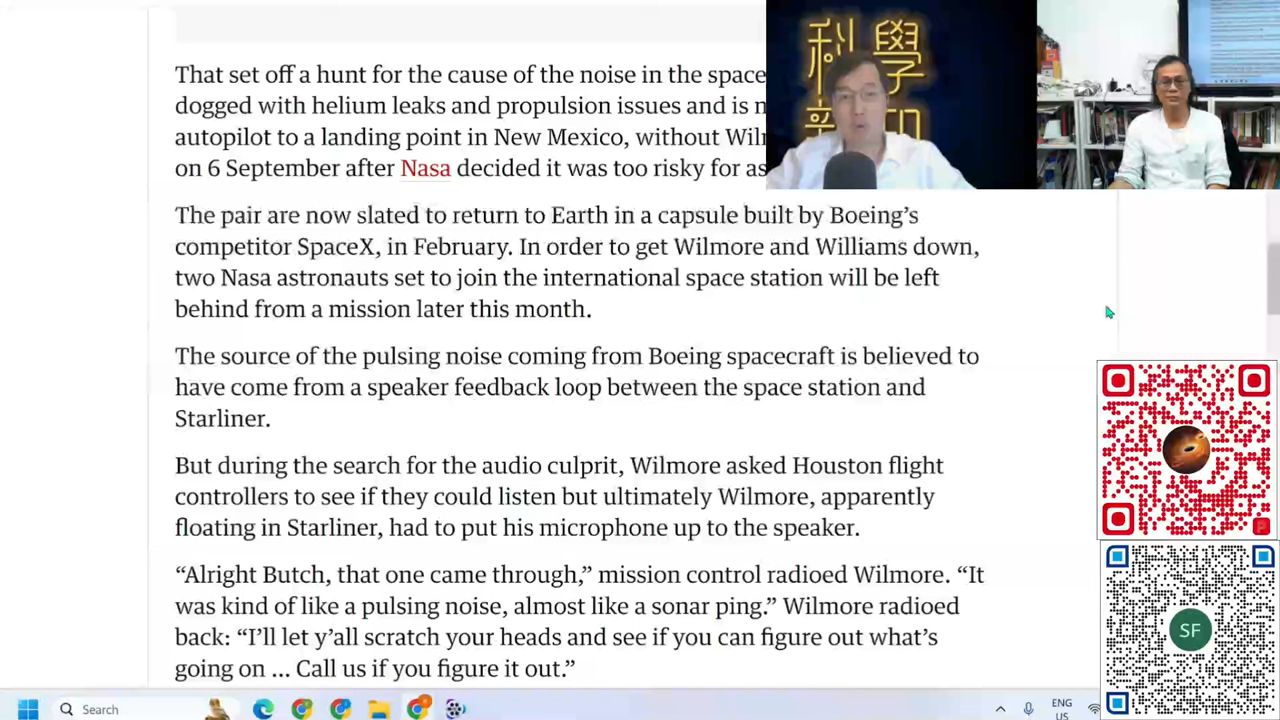 That set off a hunt for the cause of the noise in the space
dogged with helium leaks and propulsion issues and is
autopilot to a landing point in New Mexico, without
on 6 September after Nasa decided it was too risky for
The pair are now slated to return to Earth in a capsule built by Boeing’s
competitor SpaceX, in February. In order to get Wilmore and Williams down,
two Nasa astronauts set to join the international space station will be left
behind from a mission later this month.
The source of the pulsing noise coming from Boeing spacecraft is believed to
have come from a speaker feedback loop between the space station and
Starliner.
But during the search for the audio culprit, Wilmore asked Houston flight
controllers to see if they could listen but ultimately Wilmore, apparently
floating in Starliner, had to put his microphone up to the speaker.
“Alright Butch, that one came through,” mission control radioed Wilmore. “It
was kind of like a pulsing noise, almost like a sonar ping.” Wilmore radioed
back: “I’ll let y’all scratch your heads and see if you can figure out what’s
going on ... Call us if you figure it out.”
科學
新知
SF
Search
ENG
US